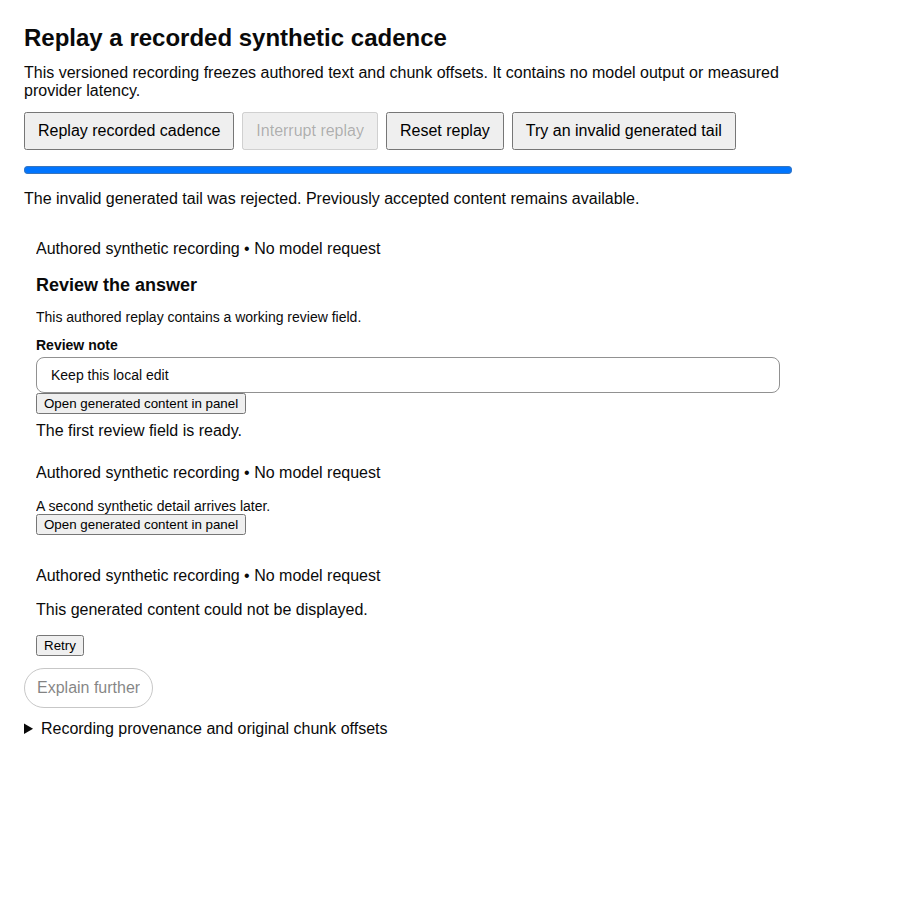 Replay a recorded synthetic cadence
This versioned recording freezes authored text and chunk offsets. It contains no model output or measured
provider latency.
Replay recorded cadence
Interrupt replay
Reset replay
Try an invalid generated tail
The invalid generated tail was rejected. Previously accepted content remains available.
Authored synthetic recording • No model request
Review the answer
This authored replay contains a working review field.
Review note
Keep this local edit
Open generated content in panel
The first review field is ready.
Authored synthetic recording • No model request
A second synthetic detail arrives later.
Open generated content in panel
Authored synthetic recording • No model request
This generated content could not be displayed.
Retry
Explain further
Recording provenance and original chunk offsets